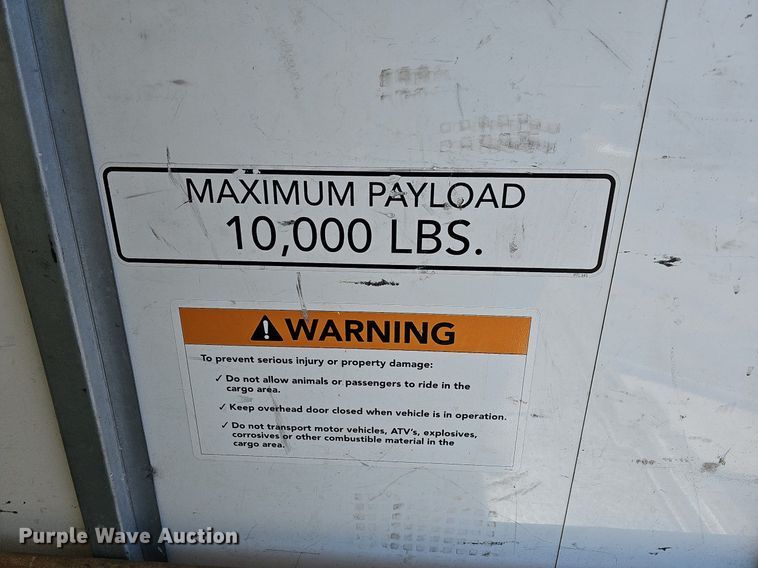 MAXIMUM PAYLOAD
10,000 LBS.
WARNING
To prevent serious injury or property damage:
✓ Do not allow animals or passengers to ride in the
cargo area.
✓ Keep overhead door closed when vehicle is in operation.
✓ Do not transport motor vehicles, ATV's, explosives,
corrosives or other combustible material in the
cargo area.
Purple Wave Auction®